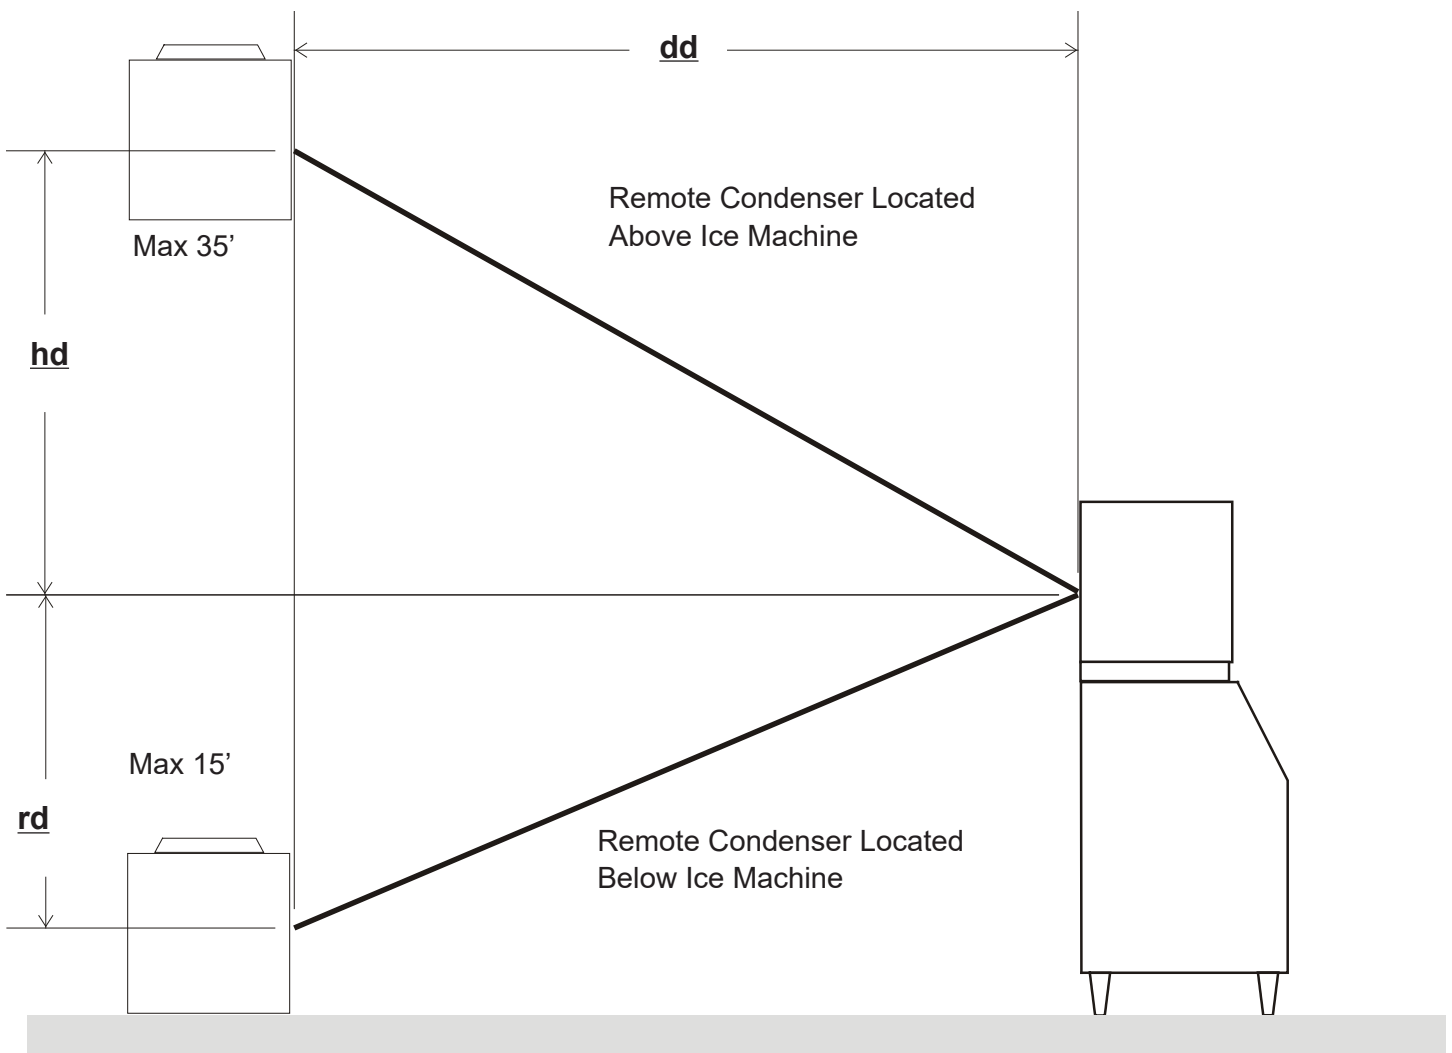 dd
Remote Condenser Located
Above Ice Machine
Max 35’
hd
Max 15’
rd
Remote Condenser Located
Below Ice Machine